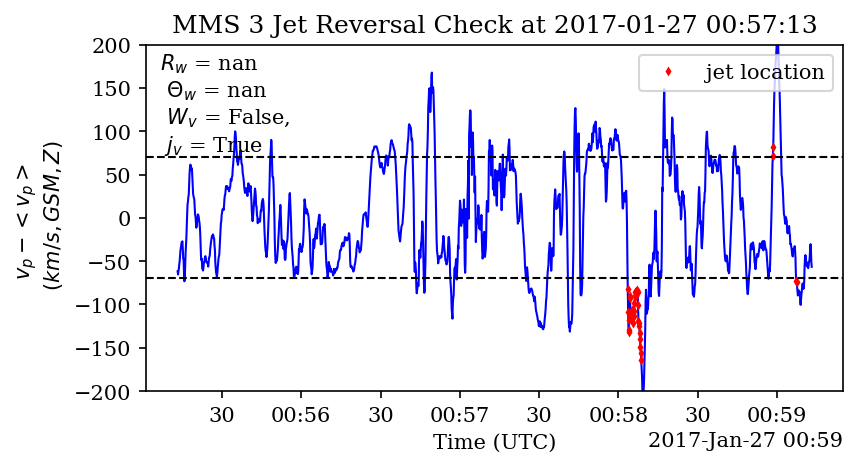 MMS 3 Jet Reversal Check at 2017-01-27 00:57:13
200
150
100
50
0
−50
−100
−150
−200
v_p − <v_p>
(km/s, GSM, Z)
R_w = nan
Θ_w = nan
W_v = False,
j_v = True
jet location
30 00:56 30 00:57 30 00:58 30 00:59
Time (UTC)
2017-Jan-27 00:59